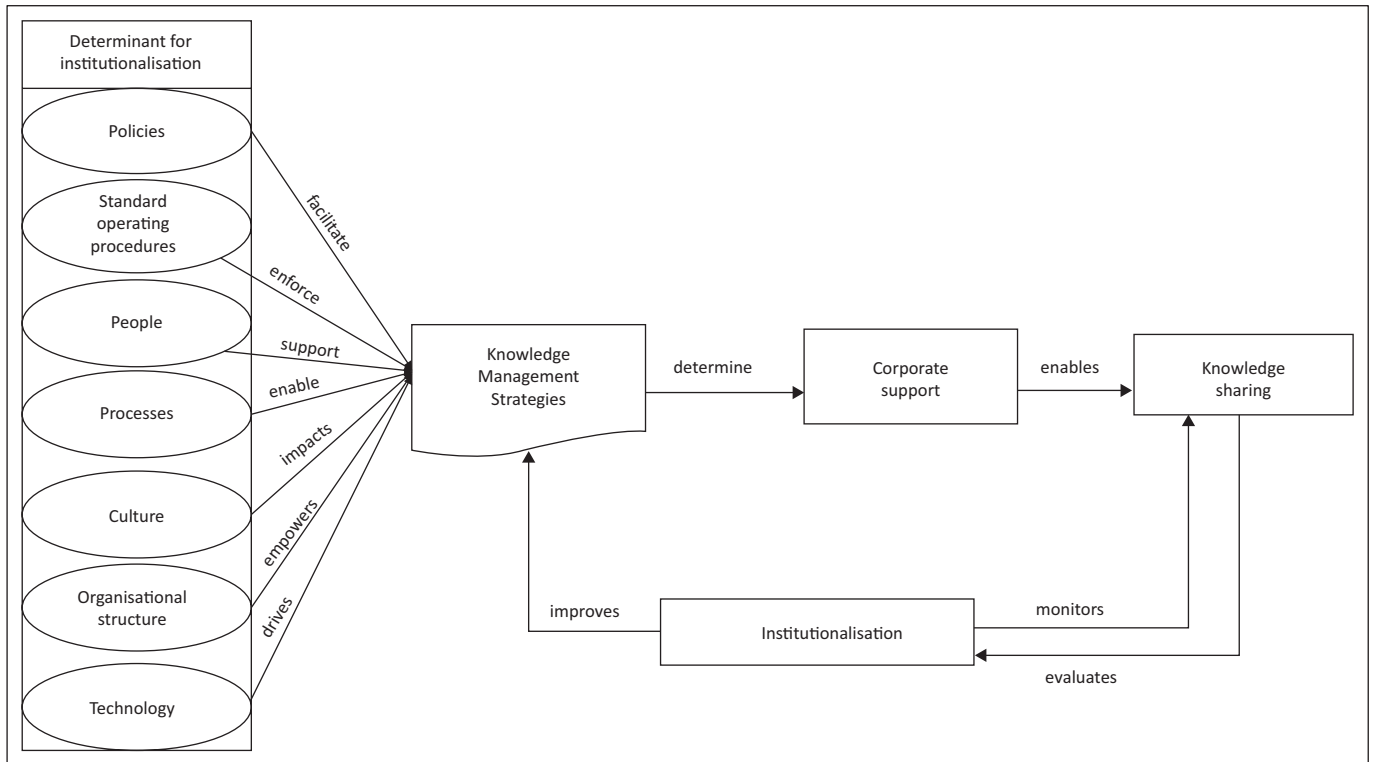 Determinant for
institutionalisation
Policies
Standard
operating
procedures
People
Processes
Culture
Organisational
structure
Technology
facilitate
enforce
support
enable
impacts
empowers
drives
Knowledge
Management
Strategies
determine
Corporate
support
enables
Knowledge
sharing
improves
Institutionalisation
monitors
evaluates